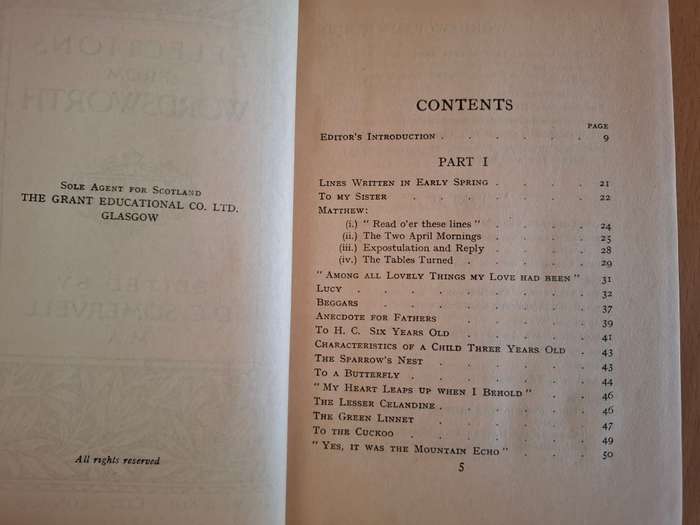 SELECTIONS
FROM
WORDSWORTH
SOLE AGENT FOR SCOTLAND
THE GRANT EDUCATIONAL CO. LTD.
GLASGOW
All rights reserved
CONTENTS
PAGE
EDITOR'S INTRODUCTION . . . . . . 9
PART I
LINES WRITTEN IN EARLY SPRING . . . . 21
TO MY SISTER . . . . . . 22
MATTHEW:
(i.) " Read o'er these lines " . . . . 24
(ii.) The Two April Mornings . . . . 25
(iii.) Expostulation and Reply . . . . 28
(iv.) The Tables Turned . . . . . 29
" AMONG ALL LOVELY THINGS MY LOVE HAD BEEN " 31
LUCY . . . . . . . . 32
BEGGARS . . . . . . . 37
ANECDOTE FOR FATHERS . . . . . 39
TO H. C. SIX YEARS OLD . . . . . 41
CHARACTERISTICS OF A CHILD THREE YEARS OLD . 43
THE SPARROW'S NEST . . . . . 43
TO A BUTTERFLY . . . . . . 44
" MY HEART LEAPS UP WHEN I BEHOLD " . . 46
THE LESSER CELANDINE . . . . . 46
THE GREEN LINNET . . . . . . 47
TO THE CUCKOO . . . . . . 49
" YES, IT WAS THE MOUNTAIN ECHO " . . . 50
5